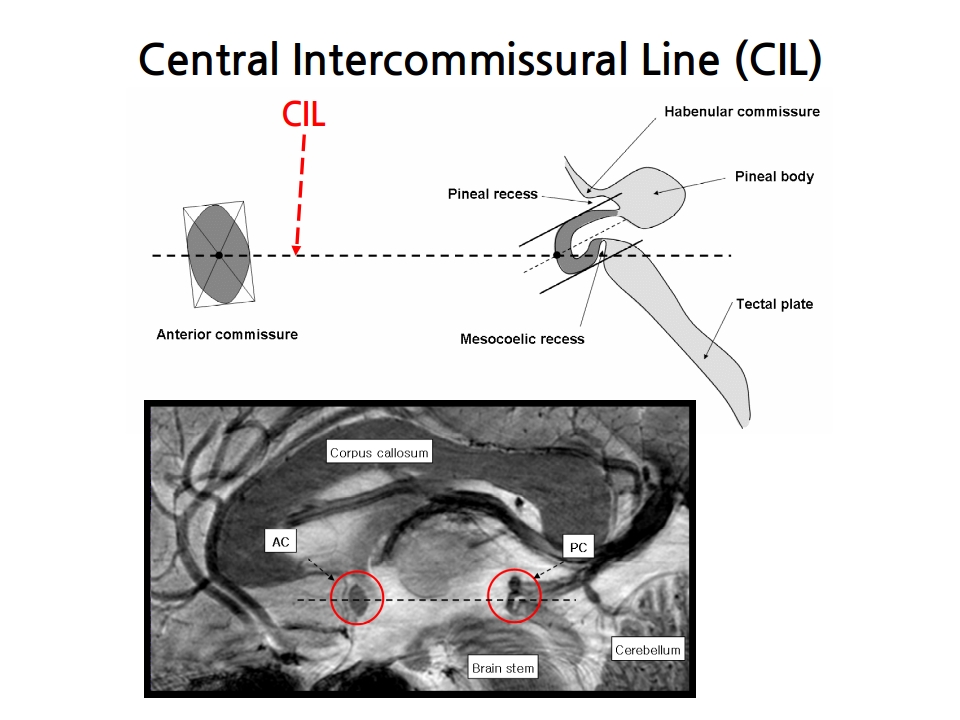 Central Intercommissural Line (CIL)
CIL
Habenular commissure
Pineal body
Pineal recess
Anterior commissure
Mesocoelic recess
Tectal plate
Corpus callosum
AC
PC
Cerebellum
Brain stem